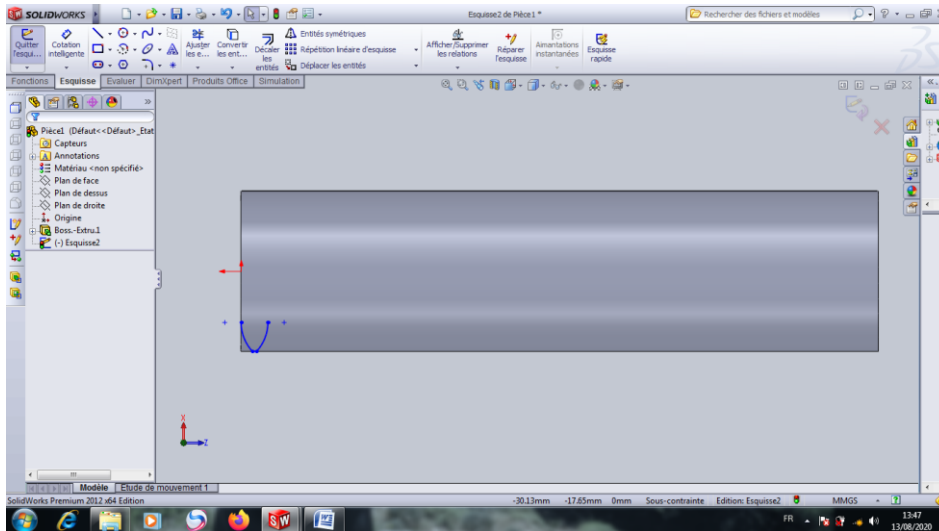 SOLIDWORKS
Esquisse2 de Pièce1 *
Rechercher des fichiers et modèles
Quitter l'esqui...
Cotation intelligente
Ajuster les e...
Convertir les ent...
Décaler les entités
Entités symétriques
Répétition linéaire d'esquisse
Déplacer les entités
Afficher/Supprimer les relations
Réparer l'esquisse
Aimantations instantanées
Esquisse rapide
Fonctions Esquisse Evaluer DimXpert Produits Office Simulation
Pièce1 (Défaut<<Défaut>_Etat
Capteurs
Annotations
Matériau <non spécifié>
Plan de face
Plan de dessus
Plan de droite
Origine
Boss.-Extru.1
(-) Esquisse2
X
Z
Modèle Etude de mouvement 1
SolidWorks Premium 2012 x64 Edition
-30.13mm -17.65mm 0mm Sous-contrainte Edition: Esquisse2 MMGS
FR
13:47
13/08/2020